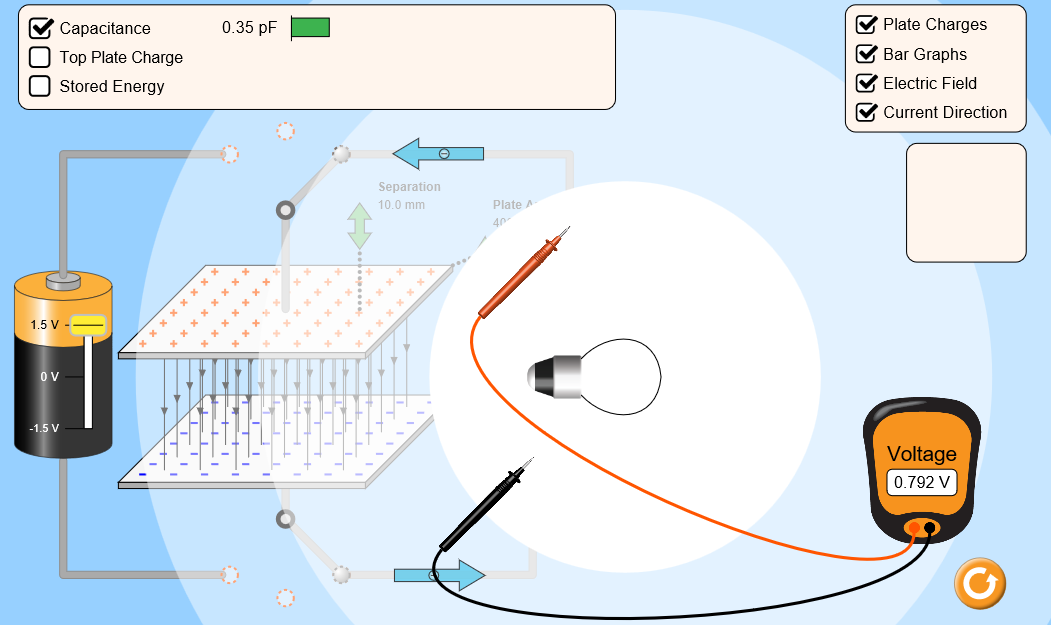 Capacitance
0.35 pF
Top Plate Charge
Stored Energy
Plate Charges
Bar Graphs
Electric Field
Current Direction
Separation
10.0 mm
Plate
1.5 V
0 V
-1.5 V
Voltage
0.792 V